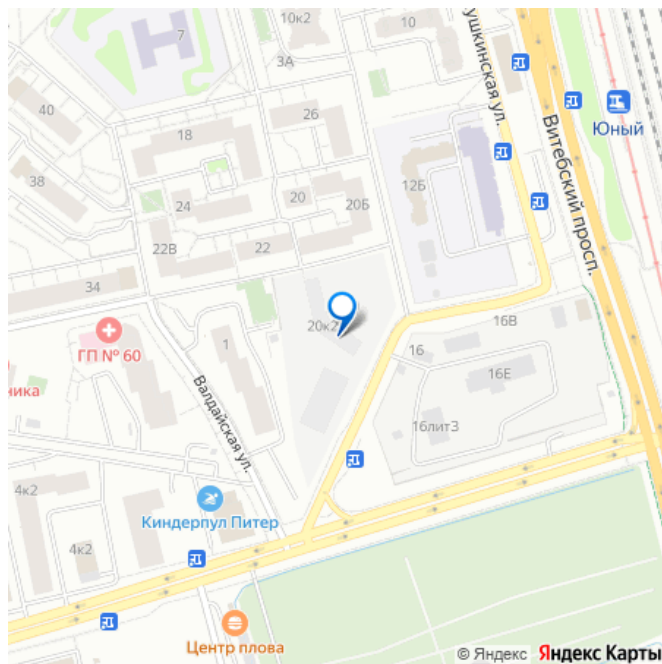 10к2
10
7
3А
ушкинская ул.
40
Юный
26
18
Витебский просп.
38
12Б
20
24
20Б
22В
22
34
20к2
16В
16
1
ГП № 60
16Е
ника
Валдайская ул.
16литЗ
4к2
Киндерпул Питер
4к2
Центр плова
© Яндекс Яндекс Карты